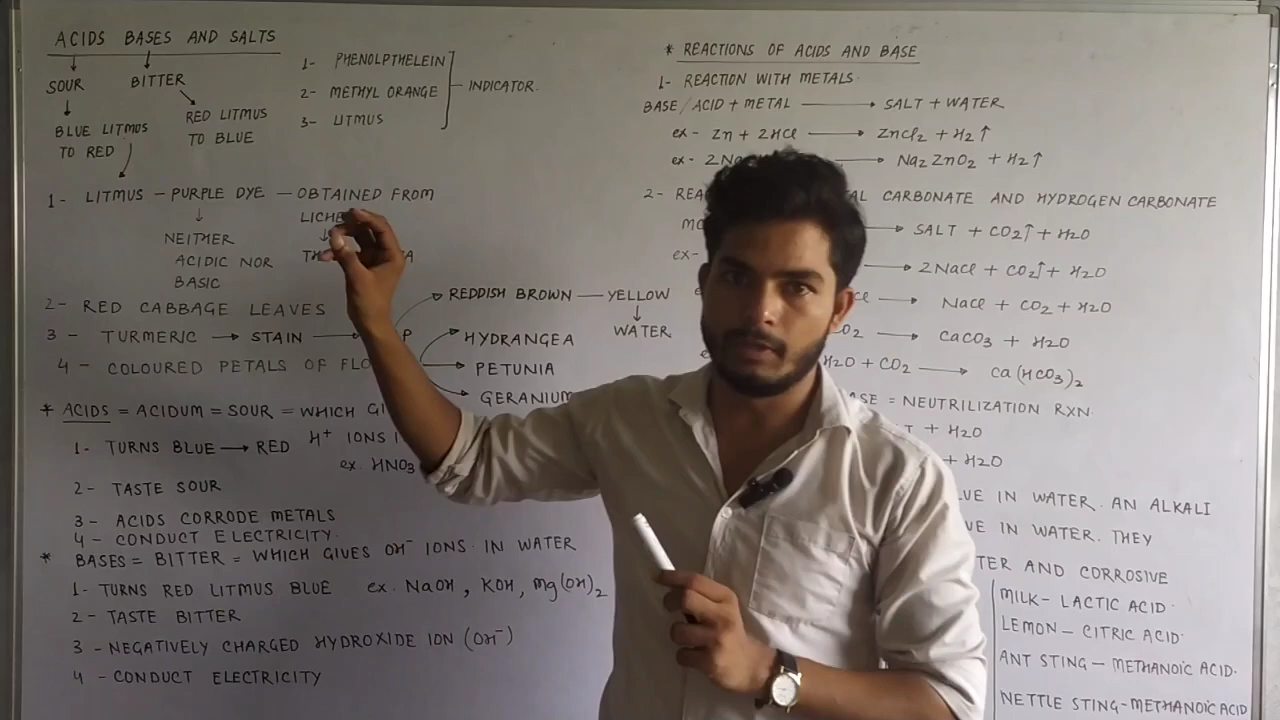 ACIDS BASES AND SALTS
SOUR
BITTER
BLUE LITMUS
TO RED
RED LITMUS
TO BLUE
1- PHENOLPTHELEIN
2- METHYL ORANGE
3- LITMUS
INDICATOR.
1- LITMUS — PURPLE DYE — OBTAINED FROM
NEITHER
ACIDIC NOR
BASIC
2- RED CABBAGE LEAVES
3- TURMERIC → STAIN →
REDDISH BROWN — YELLOW
WATER
4- COLOURED PETALS OF
HYDRANGEA
PETUNIA
GERANIUM
* ACIDS = ACIDUM = SOUR = WHICH
1- TURNS BLUE → RED H⁺ IONS
ex. HNO3
2- TASTE SOUR
3- ACIDS CORRODE METALS
4- CONDUCT ELECTRICITY.
* BASES = BITTER = WHICH GIVES OH⁻ IONS IN WATER
1- TURNS RED LITMUS BLUE ex. NaOH, KOH, Mg(OH)₂
2- TASTE BITTER
3- NEGATIVELY CHARGED HYDROXIDE ION (OH⁻)
4- CONDUCT ELECTRICITY
* REACTIONS OF ACIDS AND BASE
1- REACTION WITH METALS
BASE/ACID + METAL → SALT + WATER
ex- Zn + 2HCl → ZnCl2 + H2↑
ex- → Na2 ZnO2 + H2↑
2- CARBONATE AND HYDROGEN CARBONATE
→ SALT + CO2↑ + H2O
ex- → 2NaCl + CO2↑ + H2O
→ NaCl + CO2 + H2O
→ CaCO3 + H2O
H2O + CO2 → Ca(HCO3)2
= NEUTRILIZATION RXN
+ H2O
+ H2O
IN WATER. AN ALKALI
IN WATER. THEY
AND CORROSIVE
MILK- LACTIC ACID.
LEMON- CITRIC ACID.
ANT STING- METHANOIC ACID.
NETTLE STING-METHANOIC ACID